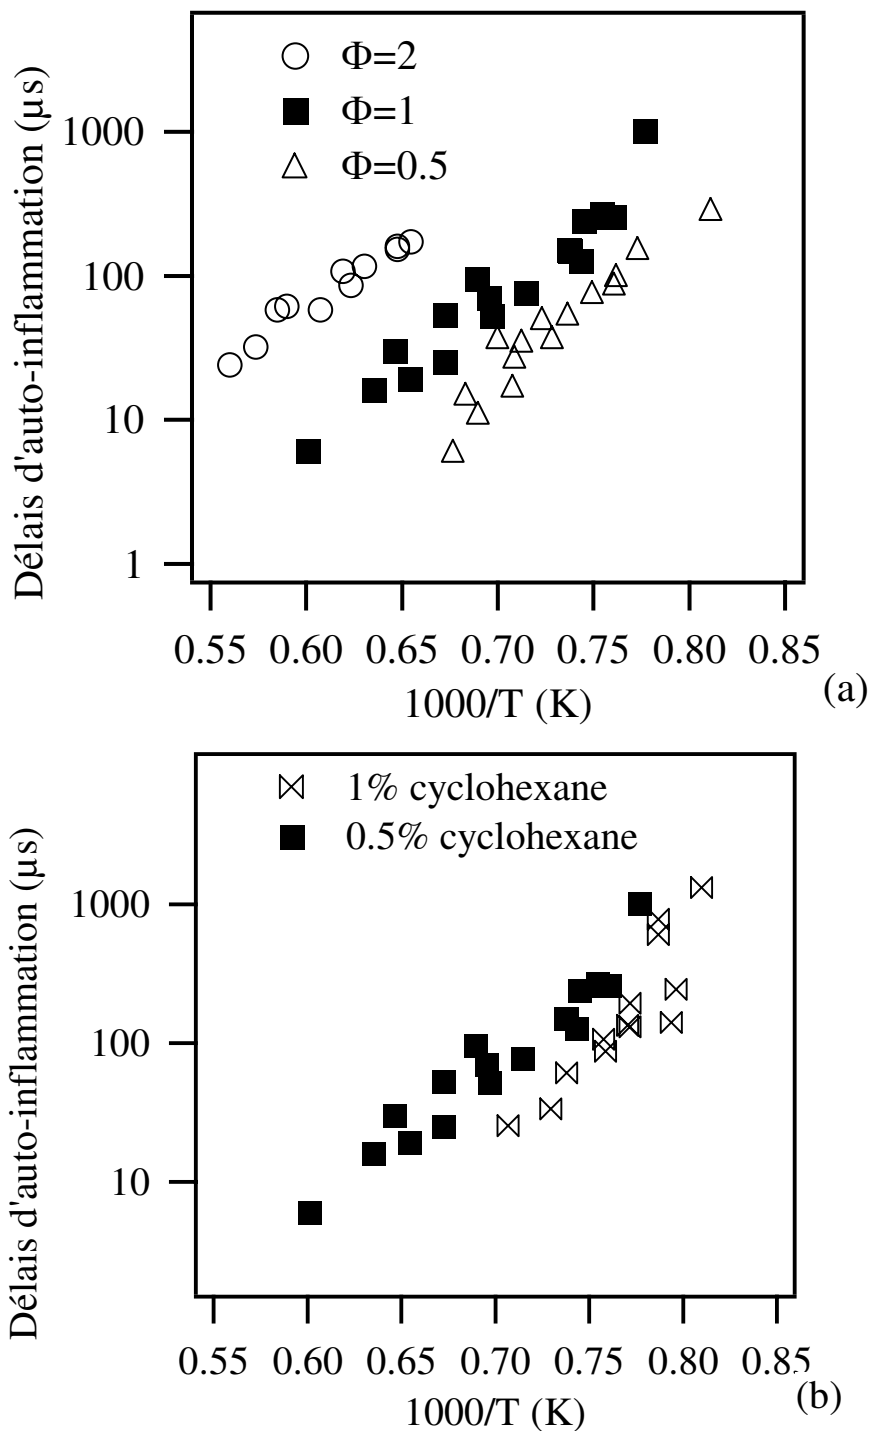 Φ=2
Φ=1
Φ=0.5
Délais d'auto-inflammation (µs)
1000
100
10
1
0.55 0.60 0.65 0.70 0.75 0.80 0.85
1000/T (K)
(a)
1% cyclohexane
0.5% cyclohexane
Délais d'auto-inflammation (µs)
1000
100
10
0.55 0.60 0.65 0.70 0.75 0.80 0.85
1000/T (K)
(b)